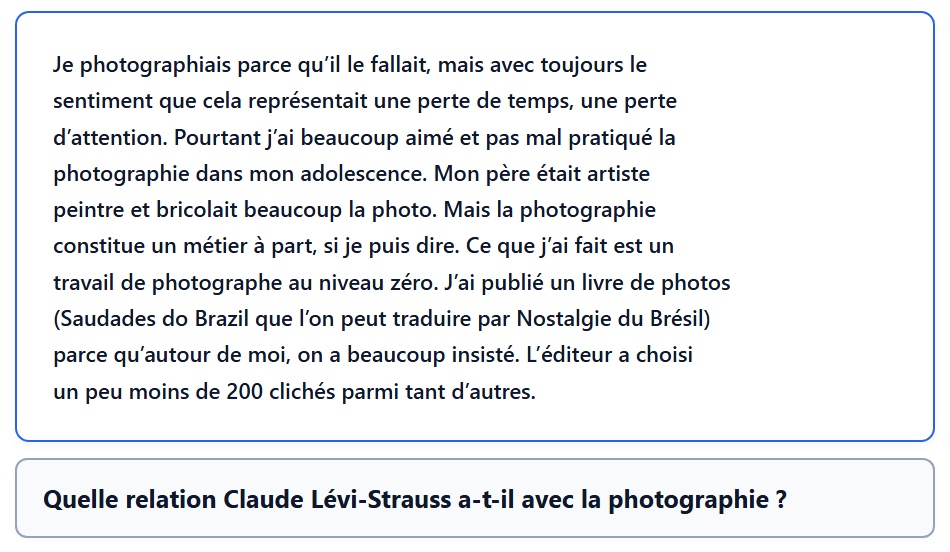 Je photographiais parce qu’il le fallait, mais avec toujours le
sentiment que cela représentait une perte de temps, une perte
d’attention. Pourtant j’ai beaucoup aimé et pas mal pratiqué la
photographie dans mon adolescence. Mon père était artiste
peintre et bricolait beaucoup la photo. Mais la photographie
constitue un métier à part, si je puis dire. Ce que j’ai fait est un
travail de photographe au niveau zéro. J’ai publié un livre de photos
(Saudades do Brazil que l’on peut traduire par Nostalgie du Brésil)
parce qu’autour de moi, on a beaucoup insisté. L’éditeur a choisi
un peu moins de 200 clichés parmi tant d’autres.
Quelle relation Claude Lévi-Strauss a-t-il avec la photographie ?